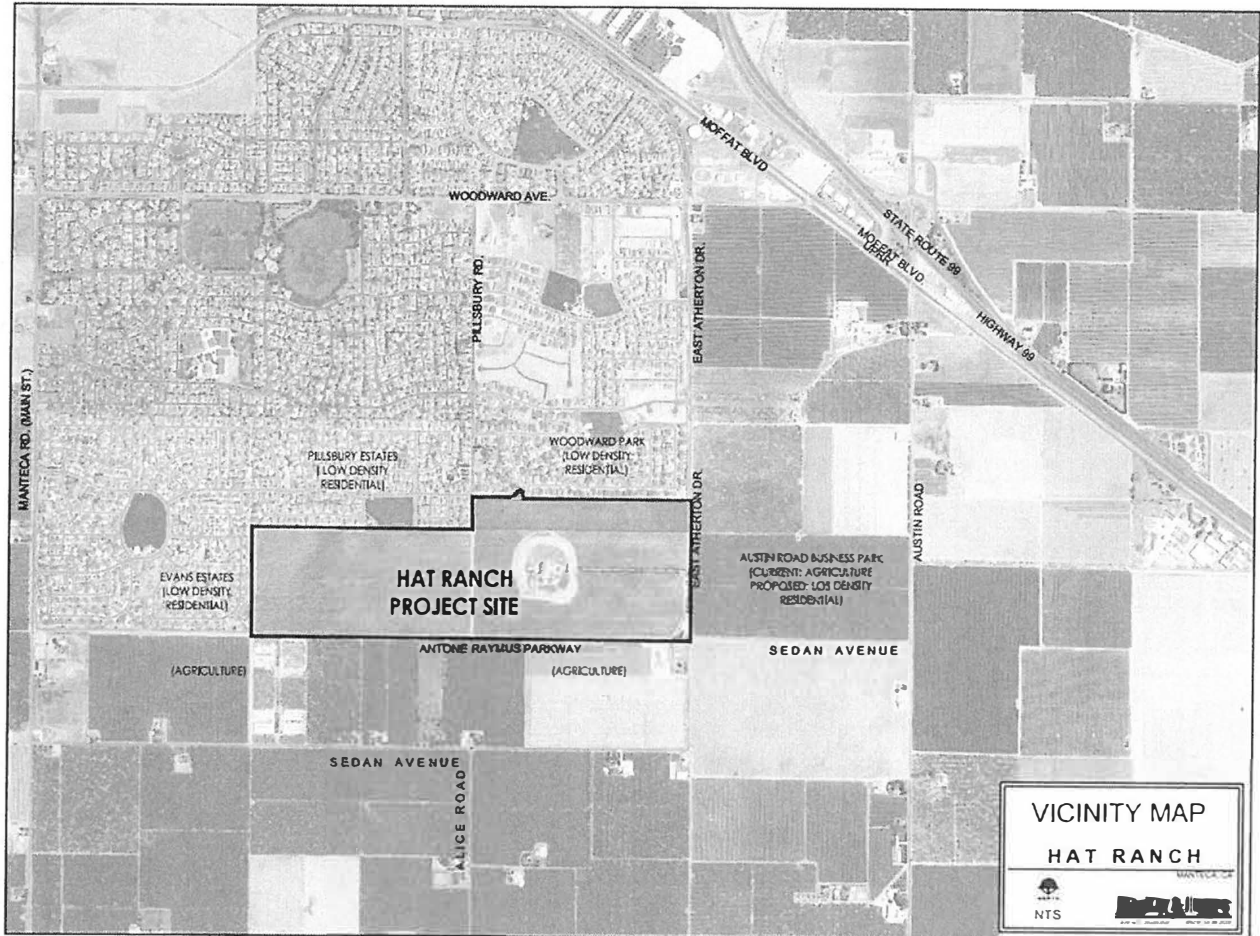 MOFFAT BLVD
WOODWARD AVE.
STATE ROUTE 99
MOFFAT BLVD
UPRR
PILLSBURY RD.
EAST ATHERTON DR.
HIGHWAY 99
MANTECA RD. (MAIN ST.)
PILLSBURY ESTATES
(LOW DENSITY
RESIDENTIAL)
WOODWARD PARK
(LOW DENSITY
RESIDENTIAL)
EAST ATHERTON DR.
AUSTIN ROAD
EVANS ESTATES
(LOW DENSITY
RESIDENTIAL)
HAT RANCH
PROJECT SITE
AUSTIN ROAD BUSINESS PARK
(CURRENT: AGRICULTURE
PROPOSED: LOS DENSITY
RESIDENTIAL)
ANTONE RAYMUS PARKWAY
SEDAN AVENUE
(AGRICULTURE)
(AGRICULTURE)
SEDAN AVENUE
ALICE ROAD
VICINITY MAP
HAT RANCH
MANTECA, CA
NORTH
NTS